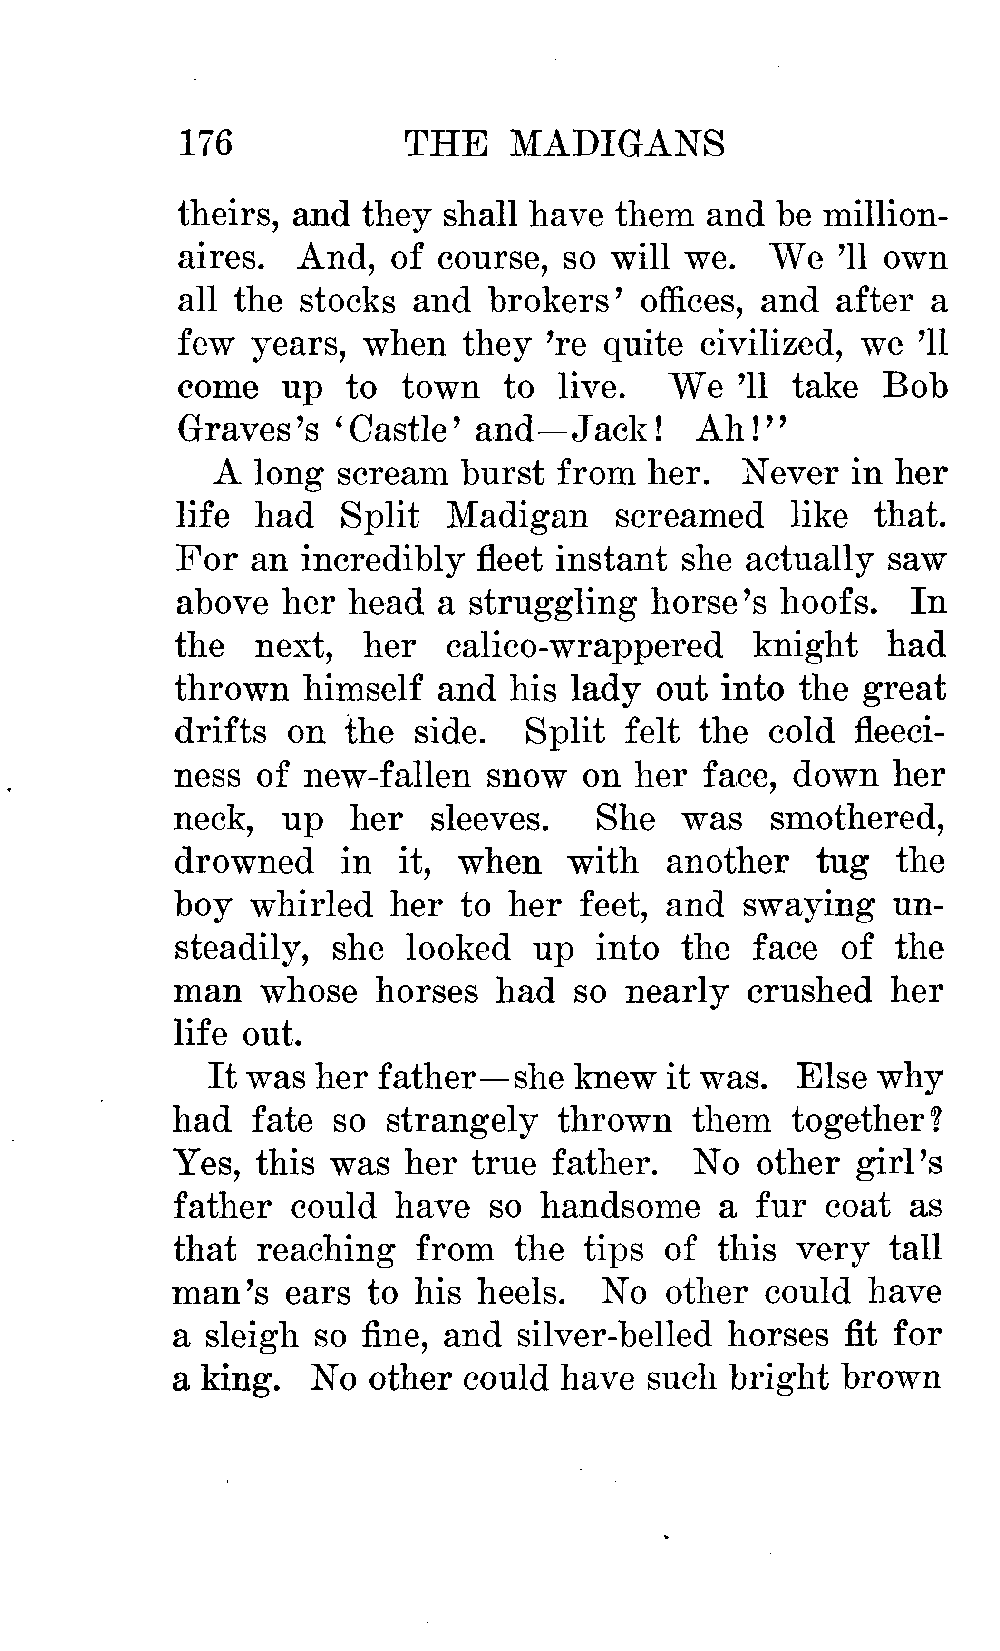 176 THE MADIGANS
theirs, and they shall have them and be million-
aires. And, of course, so will we. We 'll own
all the stocks and brokers' offices, and after a
few years, when they 're quite civilized, we 'll
come up to town to live. We 'll take Bob
Graves's 'Castle' and—Jack! Ah!"
A long scream burst from her. Never in her
life had Split Madigan screamed like that.
For an incredibly fleet instant she actually saw
above her head a struggling horse's hoofs. In
the next, her calico-wrappered knight had
thrown himself and his lady out into the great
drifts on the side. Split felt the cold fleeci-
ness of new-fallen snow on her face, down her
neck, up her sleeves. She was smothered,
drowned in it, when with another tug the
boy whirled her to her feet, and swaying un-
steadily, she looked up into the face of the
man whose horses had so nearly crushed her
life out.
It was her father—she knew it was. Else why
had fate so strangely thrown them together?
Yes, this was her true father. No other girl's
father could have so handsome a fur coat as
that reaching from the tips of this very tall
man's ears to his heels. No other could have
a sleigh so fine, and silver-belled horses fit for
a king. No other could have such bright brown